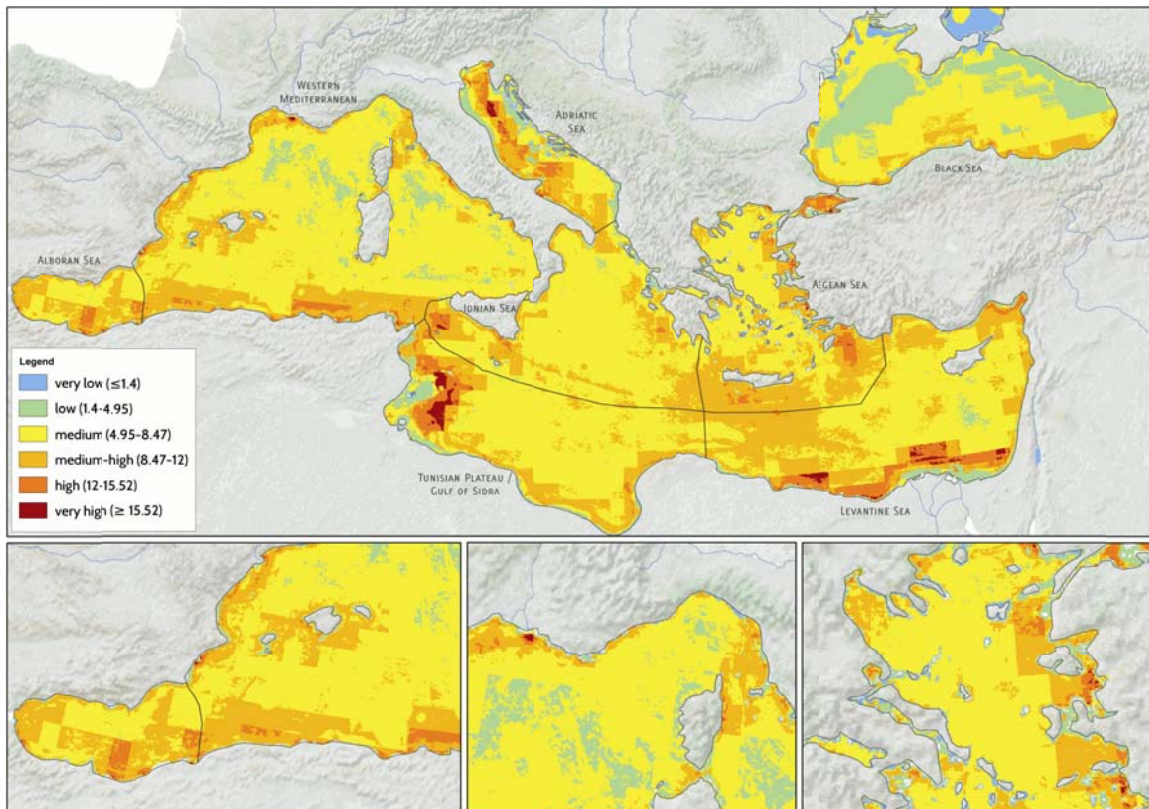 WESTERN
MEDITERRANEAN
ADRIATIC
SEA
BLACK SEA
ALBORAN SEA
IONIAN SEA
AEGEAN SEA
Legend
very low (≤1.4)
low (1.4-4.95)
medium (4.95-8.47)
medium-high (8.47-12)
high (12-15.52)
very high (≥ 15.52)
TUNISIAN PLATEAU /
GULF OF SIDRA
LEVANTINE SEA